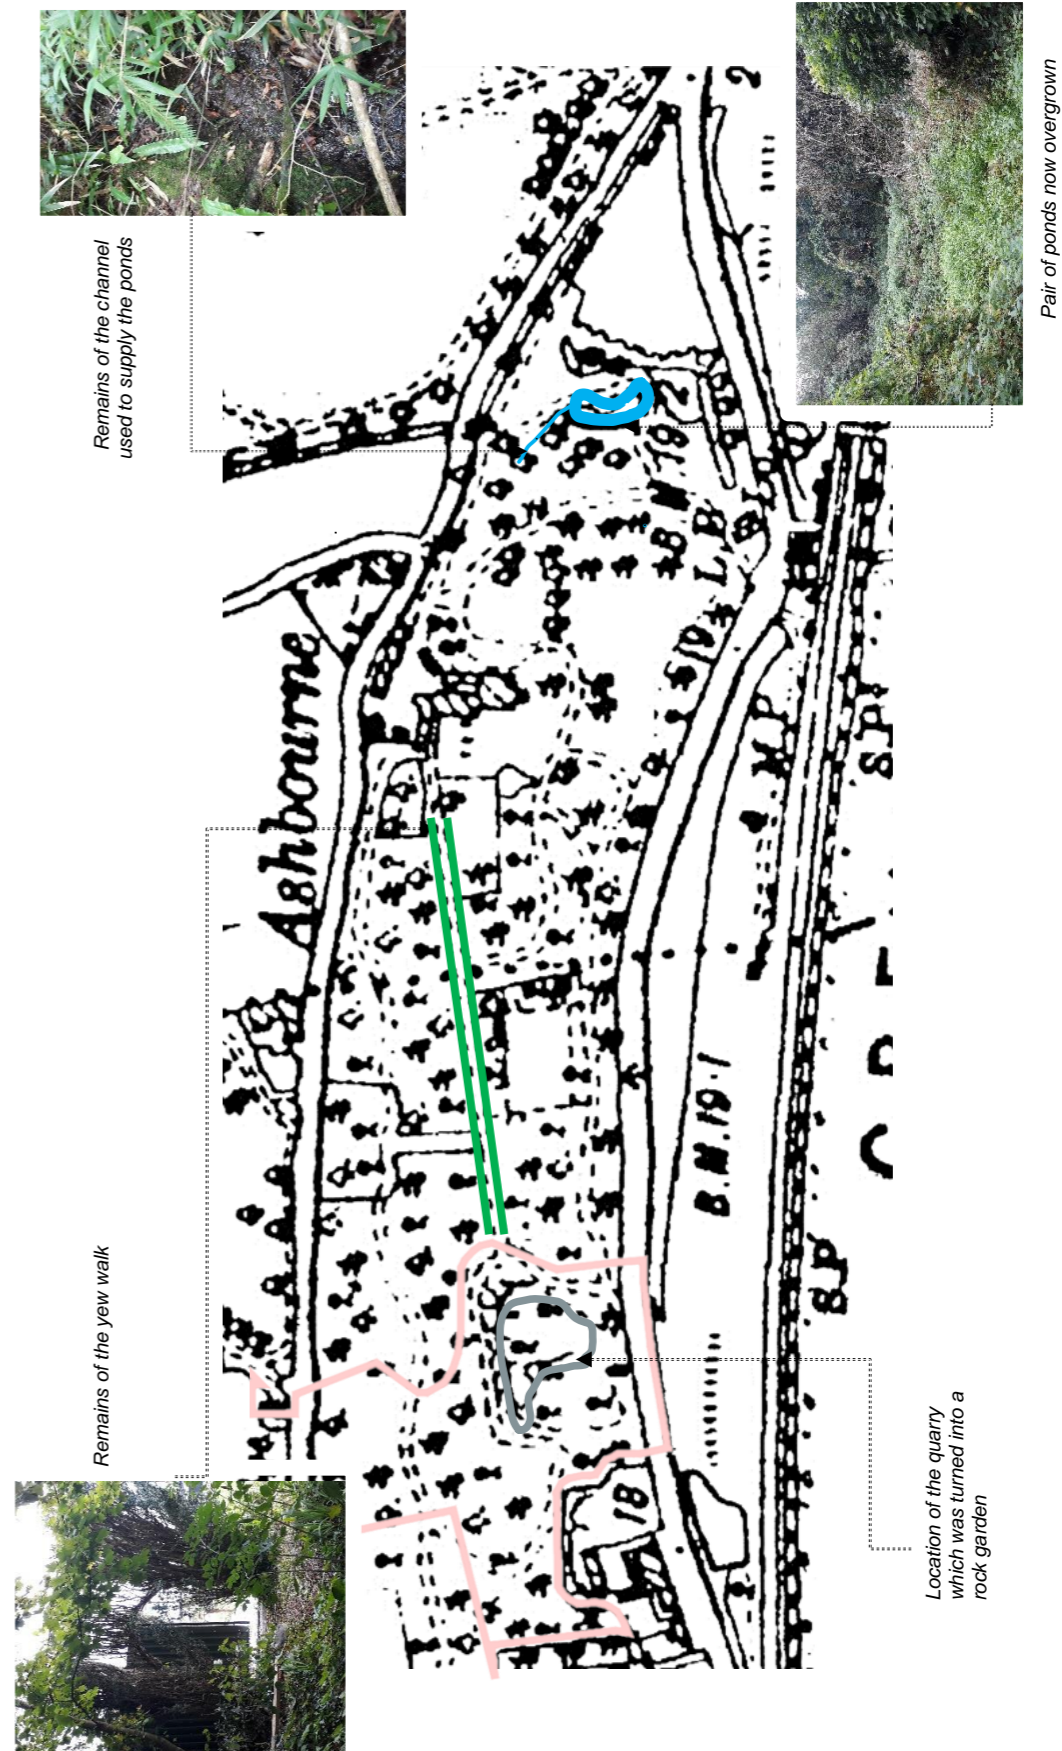 Remains of the channel
used to supply the ponds
Pair of ponds now overgrown
Ashbourne
Remains of the yew walk
B.M.19·1
S.P
S.P
M.P
L.B
18
Location of the quarry
which was turned into a
rock garden